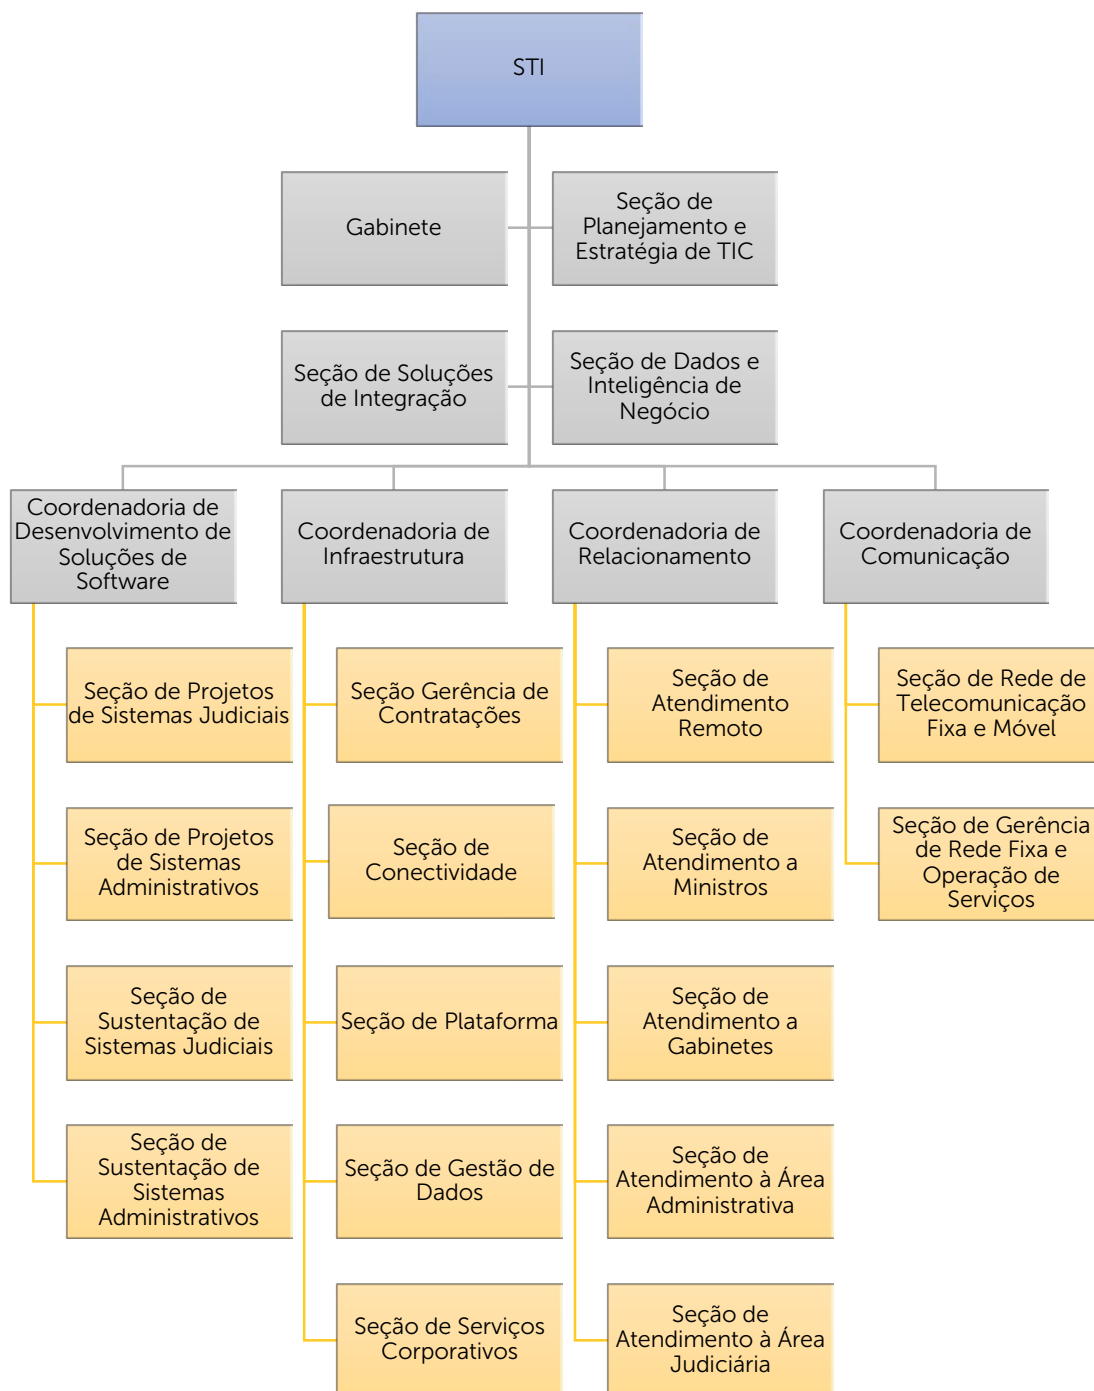 STI
Gabinete
Seção de
Planejamento e
Estratégia de TIC
Seção de Soluções
de Integração
Seção de Dados e
Inteligência de
Negócio
Coordenadoria de
Desenvolvimento de
Soluções de
Software
Coordenadoria de
Infraestrutura
Coordenadoria de
Relacionamento
Coordenadoria de
Comunicação
Seção de Projetos
de Sistemas Judiciais
Seção de Projetos
de Sistemas
Administrativos
Seção de
Sustentação de
Sistemas Judiciais
Seção de
Sustentação de
Sistemas
Administrativos
Seção Gerência de
Contratações
Seção de
Conectividade
Seção de Plataforma
Seção de Gestão de
Dados
Seção de Serviços
Corporativos
Seção de
Atendimento
Remoto
Seção de
Atendimento a
Ministros
Seção de
Atendimento a
Gabinetes
Seção de
Atendimento à Área
Administrativa
Seção de
Atendimento à Área
Judiciária
Seção de Rede de
Telecomunicação
Fixa e Móvel
Seção de Gerência
de Rede Fixa e
Operação de
Serviços